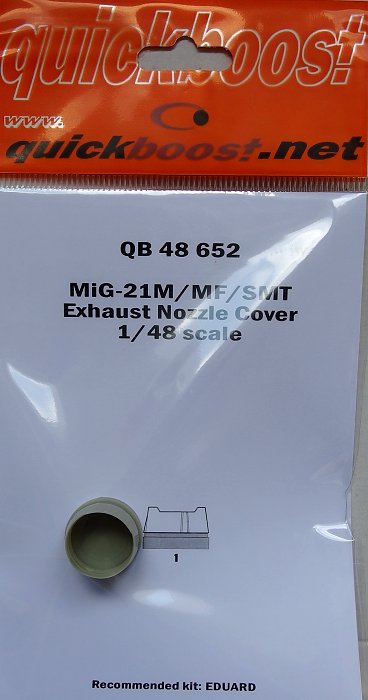 quickboost
www.
quickboost.net
QB 48 652
MiG-21M/MF/SMT
Exhaust Nozzle Cover
1/48 scale
1
Recommended kit: EDUARD